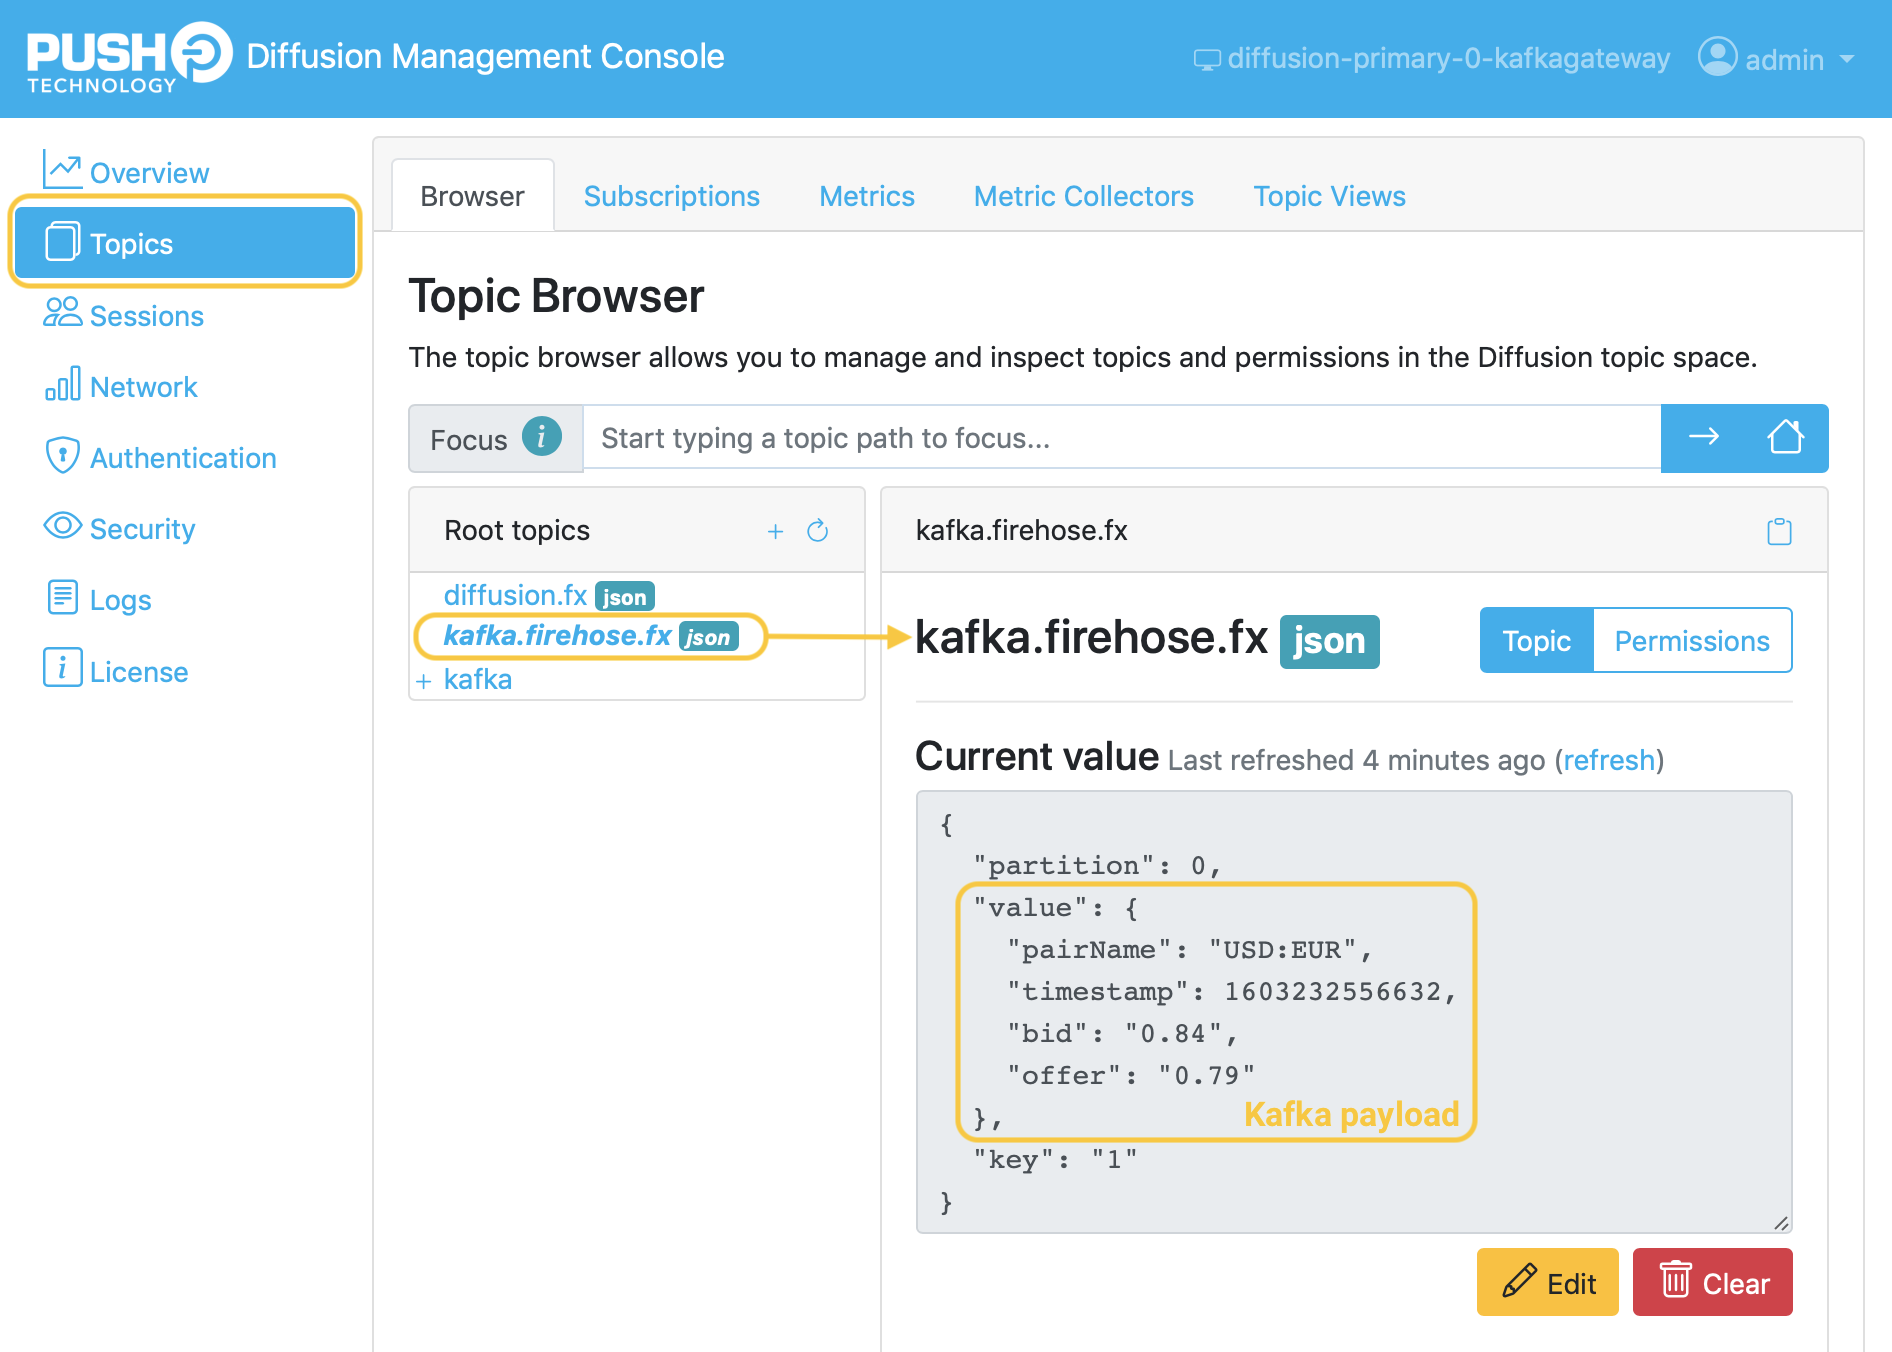 PUSH
TECHNOLOGY
Diffusion Management Console
diffusion-primary-0-kafkagateway
admin
Overview
Topics
Sessions
Network
Authentication
Security
Logs
License
Browser Subscriptions Metrics Metric Collectors Topic Views
Topic Browser
The topic browser allows you to manage and inspect topics and permissions in the Diffusion topic space.
Focus i Start typing a topic path to focus...
Root topics +
diffusion.fx json
kafka.firehose.fx json
+ kafka
kafka.firehose.fx
kafka.firehose.fx json
Topic Permissions
Current value Last refreshed 4 minutes ago (refresh)
{
"partition": 0,
"value": {
"pairName": "USD:EUR",
"timestamp": 1603232556632,
"bid": "0.84",
"offer": "0.79"
},
Kafka payload
"key": "1"
}
Edit
Clear